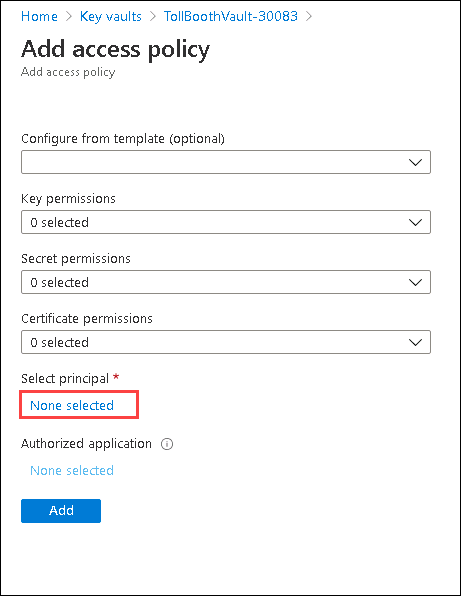 Home > Key vaults > TollBoothVault-30083 >
Add access policy
Add access policy
Configure from template (optional)
Key permissions
0 selected
Secret permissions
0 selected
Certificate permissions
0 selected
Select principal *
None selected
Authorized application
None selected
Add